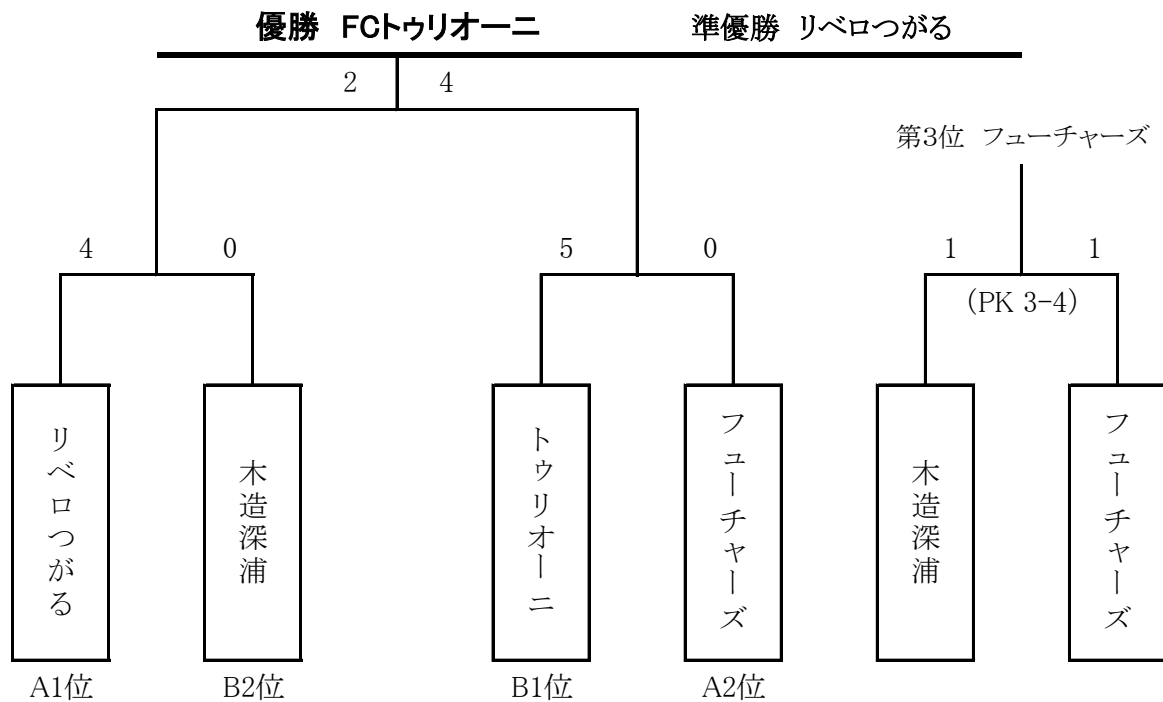 優勝 FCトゥリオーニ
準優勝 リベロつがる
2 4
第3位 フューチャーズ
4 0
5 0
1 1
(PK 3-4)
リベロつがる
木造深浦
トゥリオーニ
フューチャーズ
木造深浦
フューチャーズ
A1位
B2位
B1位
A2位